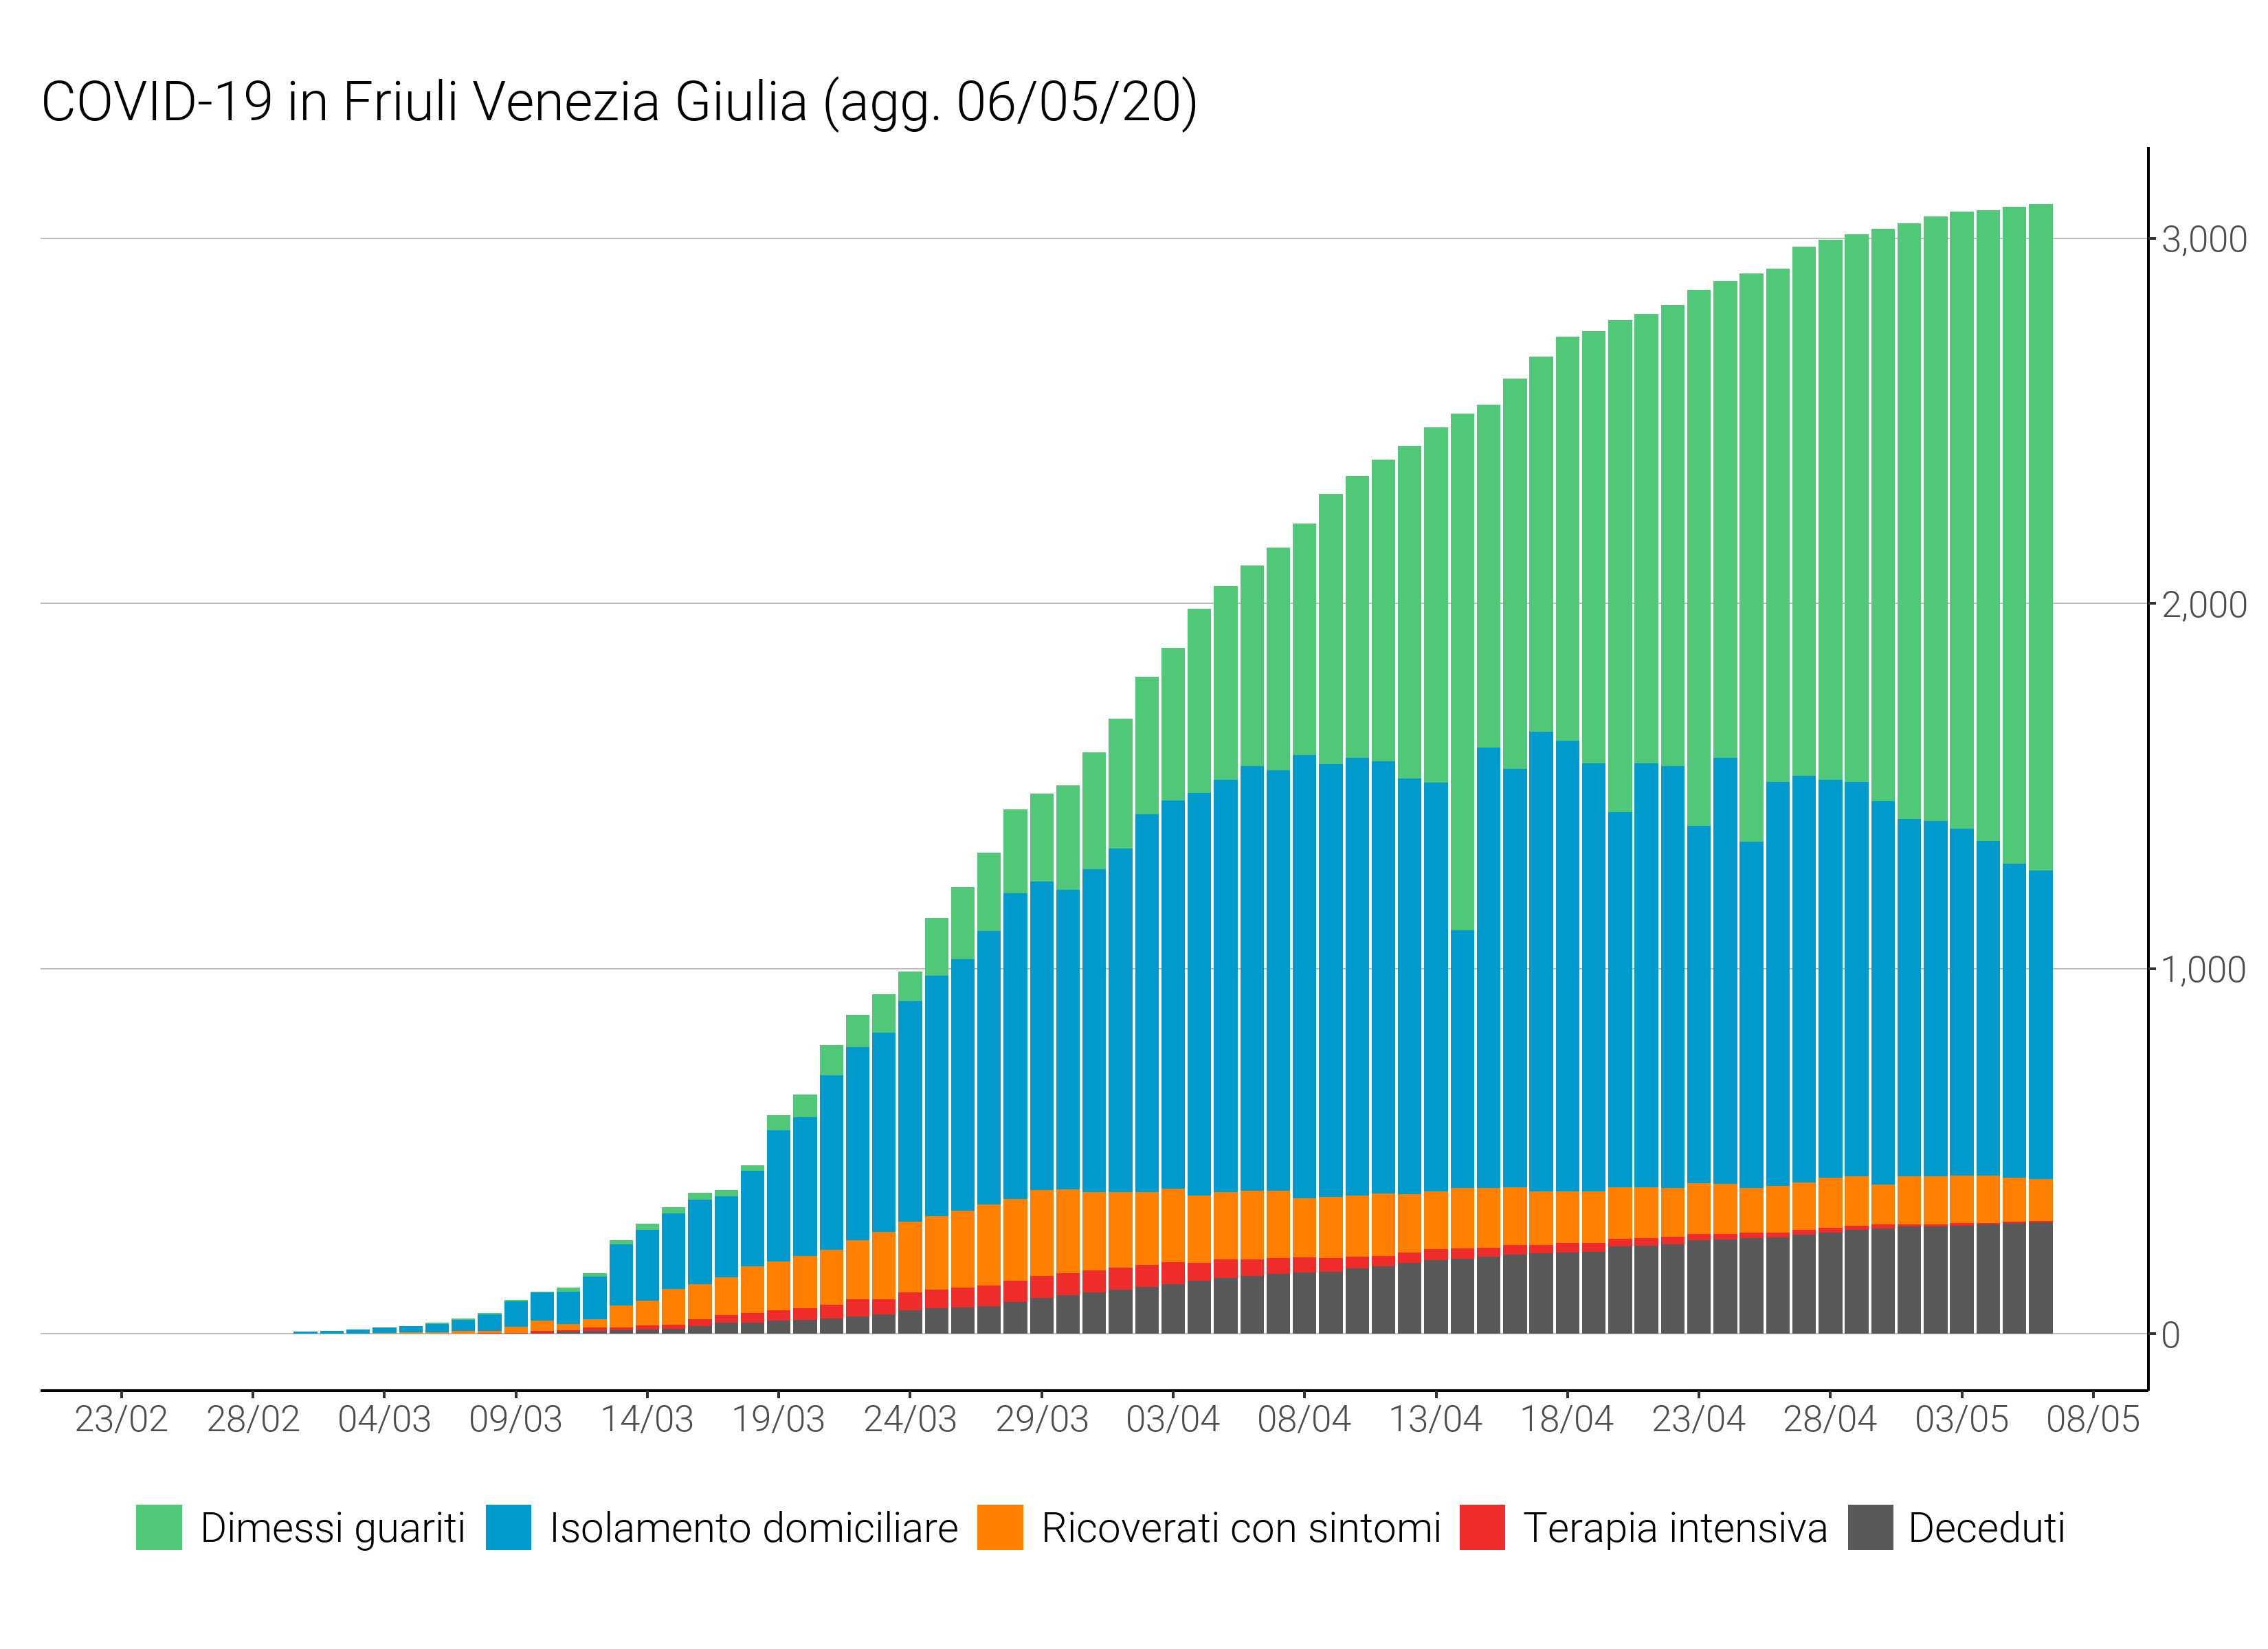 COVID-19 in Friuli Venezia Giulia (agg. 06/05/20)
3,000
2,000
1,000
0
23/02 28/02 04/03 09/03 14/03 19/03 24/03 29/03 03/04 08/04 13/04 18/04 23/04 28/04 03/05 08/05
Dimessi guariti Isolamento domiciliare Ricoverati con sintomi Terapia intensiva Deceduti